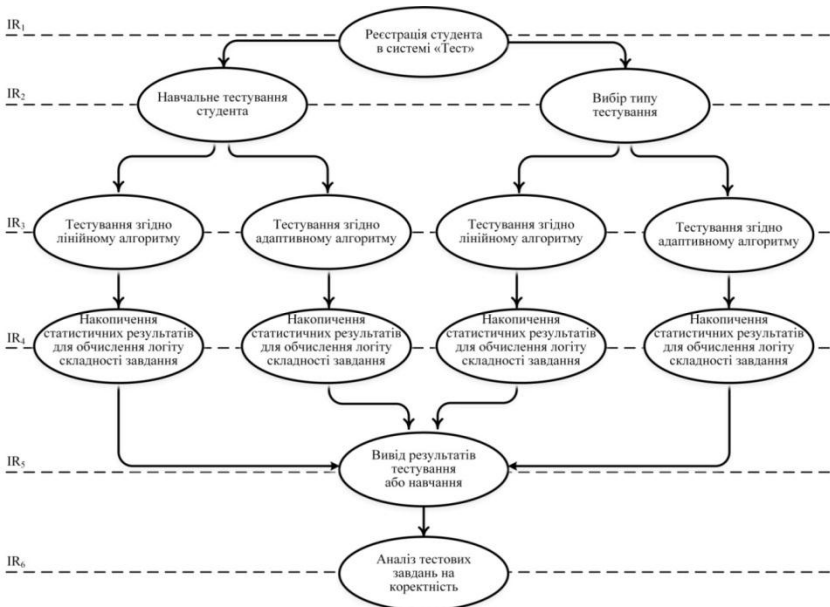 IR₁
Реєстрація студента
в системі «Тест»
IR₂
Навчальне тестування
студента
Вибір типу
тестування
IR₃
Тестування згідно
лінійному алгоритму
Тестування згідно
адаптивному алгоритму
Тестування згідно
лінійному алгоритму
Тестування згідно
адаптивному алгоритму
IR₄
Накопичення
статистичних результатів
для обчислення логіту
складності завдання
Накопичення
статистичних результатів
для обчислення логіту
складності завдання
Накопичення
статистичних результатів
для обчислення логіту
складності завдання
Накопичення
статистичних результатів
для обчислення логіту
складності завдання
IR₅
Вивід результатів
тестування
або навчання
IR₆
Аналіз тестових
завдань на
коректність